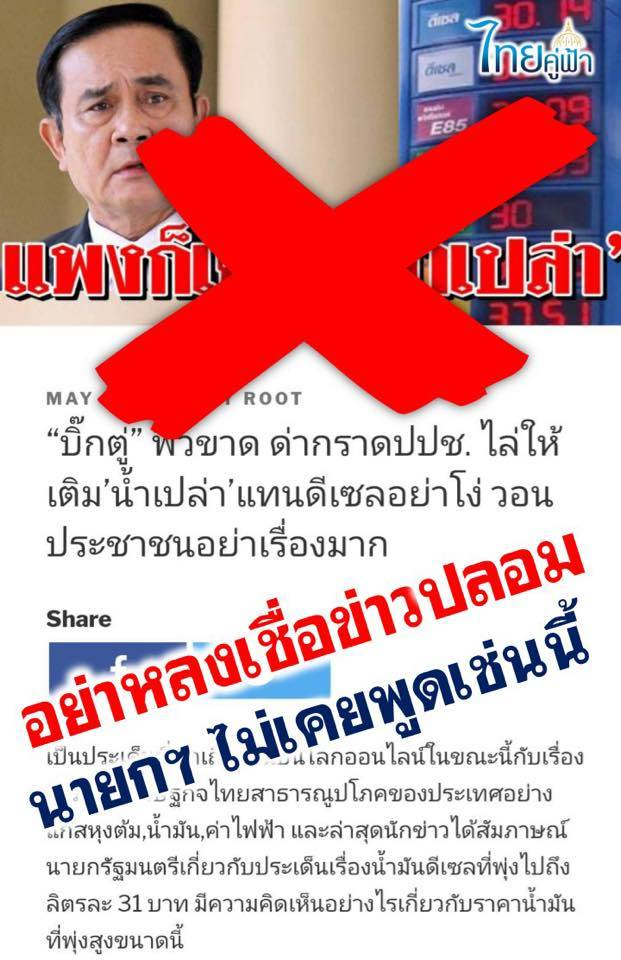 ดีเซล 30.14
ไทยคู่ฟ้า
ดีเซล
E85
30
37.51
แพงก็
เปล่า'
MAY ROOT
“บิ๊กตู่” ฟิวขาด ด่ากราดปปช. ไล่ให้
เติม'น้ำเปล่า'แทนดีเซลอย่าโง่ วอน
ประชาชนอย่าเรื่องมาก
Share
อย่าหลงเชื่อข่าวปลอม
นายกฯ ไม่เคยพูดเช่นนี้
โลกออนไลน์ในขณะนี้กับเรื่อง
กิจไทยสาธารณูปโภคของประเทศอย่าง
แก๊สหุงต้ม,น้ำมัน,ค่าไฟฟ้า และล่าสุดนักข่าวได้สัมภาษณ์
นายกรัฐมนตรีเกี่ยวกับประเด็นเรื่องน้ำมันดีเซลที่พุ่งไปถึง
ลิตรละ 31 บาท มีความคิดเห็นอย่างไรเกี่ยวกับราคาน้ำมัน
ที่พุ่งสูงขนาดนี้